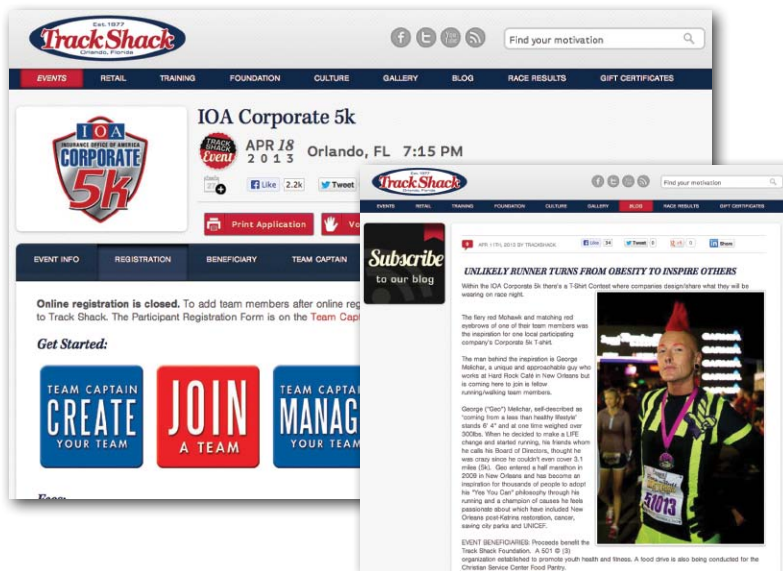 Est. 1977
Track Shack
Orlando, Florida
Find your motivation
EVENTS RETAIL TRAINING FOUNDATION CULTURE GALLERY BLOG RACE RESULTS GIFT CERTIFICATES
IOA
INSURANCE OFFICE OF AMERICA
CORPORATE
5K
IOA Corporate 5k
TRACK SHACK Event
APR 18
2013
Orlando, FL 7:15 PM
Like 2.2k Tweet
Print Application
EVENT INFO REGISTRATION BENEFICIARY TEAM CAPTAIN
Online registration is closed. To add team members after online reg
to Track Shack. The Participant Registration Form is on the Team Capt
Get Started:
TEAM CAPTAIN
CREATE
YOUR TEAM
JOIN
A TEAM
TEAM CAPTAI
MANAG
YOUR TEAM
Track Shack
Find your motivation
EVENTS RETAIL TRAINING FOUNDATION CULTURE GALLERY BLOG RACE RESULTS GIFT CERTIFICATES
Subscribe
to our blog
APR 11TH, 2013 BY TRACKSHACK
Like 34 Tweet 3 0 Share
UNLIKELY RUNNER TURNS FROM OBESITY TO INSPIRE OTHERS
Within the IOA Corporate 5k there's a T-Shirt Contest where companies design/share what they will be
wearing on race night.
The fiery red Mohawk and matching red
eyebrows of one of their team members was
the inspiration for one local participating
company's Corporate 5k T-shirt.
The man behind the inspiration is George
Melichar, a unique and approachable guy who
works at Hard Rock Café in New Orleans but
is coming here to join is fellow
running/walking team members.
George ("Geo") Melichar, self-described as
"coming from a less than healthy lifestyle"
stands 6' 4" and at one time weighed over
300lbs. When he decided to make a LIFE
change and started running, his friends whom
he calls his Board of Directors, thought he
was crazy since he couldn't even cover 3.1
miles (5k). Geo entered a half marathon in
2009 in New Orleans and has become an
inspiration for thousands of people to adopt
his "Yes You Can" philosophy through his
running and a champion of causes he feels
passionate about which have included New
Orleans post-Katrina restoration, cancer,
saving city parks and UNICEF.
51013
EVENT BENEFICIARIES: Proceeds benefit the
Track Shack Foundation. A 501 © (3)
organization established to promote youth health and fitness. A food drive is also being conducted for the
Christian Service Center Food Pantry.